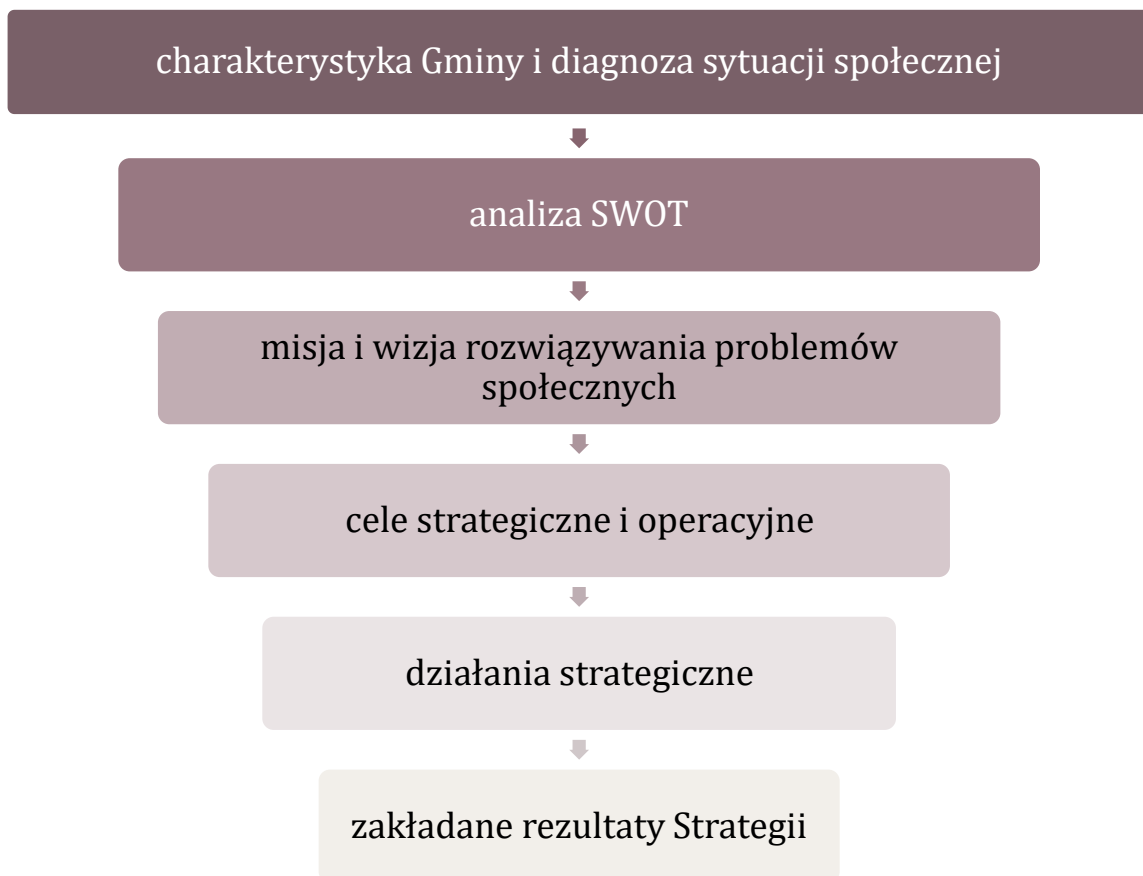 charakterystyka Gminy i diagnoza sytuacji społecznej
analiza SWOT
misja i wizja rozwiązywania problemów
społecznych
cele strategiczne i operacyjne
działania strategiczne
zakładane rezultaty Strategii